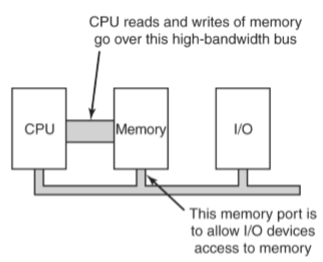 CPU reads and writes of memory
go over this high-bandwidth bus
CPU
Memory
I/O
This memory port is
to allow I/O devices
access to memory